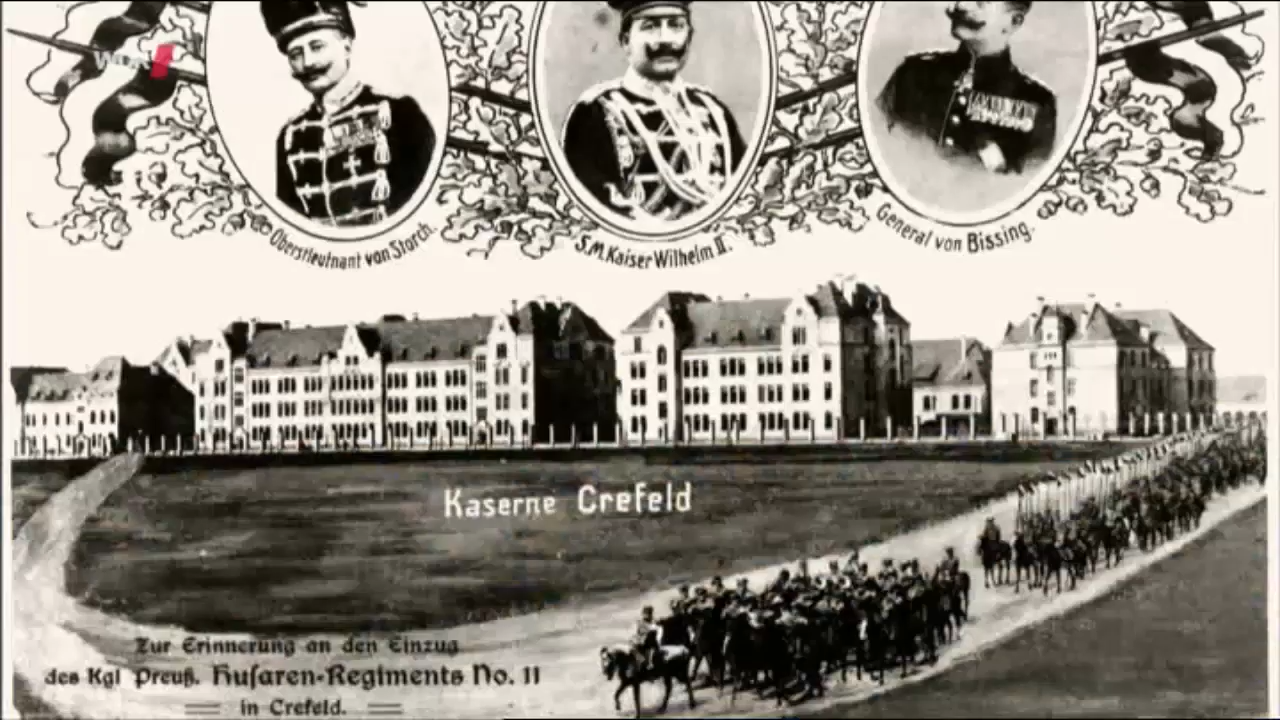 WDR
Oberstleutnant von Storch.
S.M. Kaiser Wilhelm II.
General von Bissing.
Kaserne Crefeld
Zur Erinnerung an den Einzug
des Kgl Preuß. Husaren-Regiments No. 11
in Crefeld.